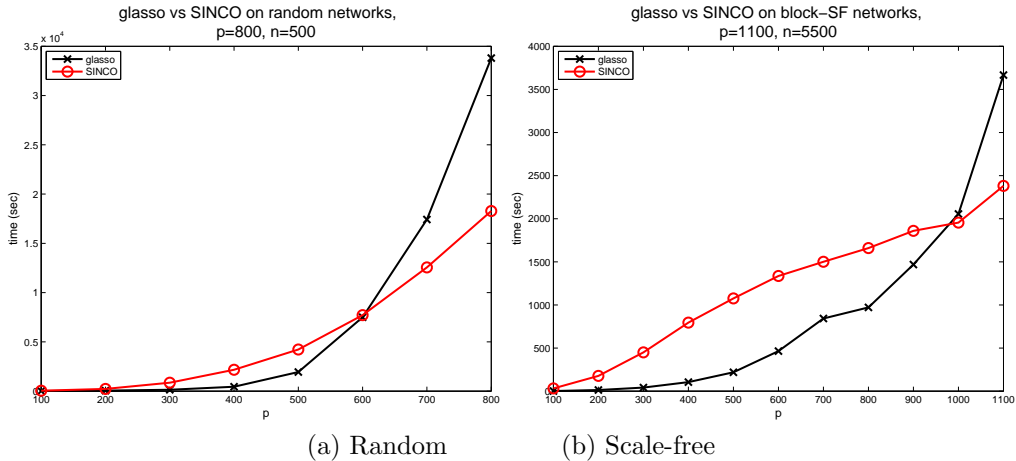 glasso vs SINCO on random networks,
p=800, n=500
x 10^4
3.5
3
2.5
2
1.5
1
0.5
0
time (sec)
glasso
SINCO
100 200 300 400 500 600 700 800
p
(a) Random
glasso vs SINCO on block−SF networks,
p=1100, n=5500
4000
3500
3000
2500
2000
1500
1000
500
0
time (sec)
glasso
SINCO
100 200 300 400 500 600 700 800 900 1000 1100
p
(b) Scale-free